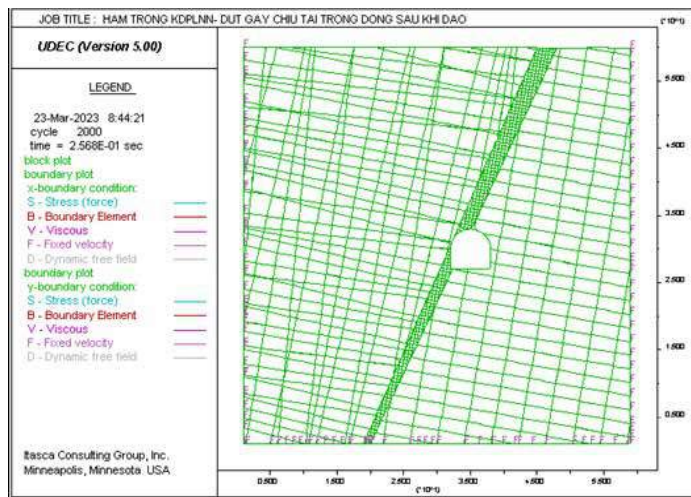 JOB TITLE : HAM TRONG KDPLNN- DUT GAY CHIU TAI TRONG DONG SAU KHI DAO
(*10^1)
UDEC (Version 5.00)
LEGEND
23-Mar-2023 8:44:21
cycle 2000
time = 2.568E-01 sec
block plot
boundary plot
x-boundary condition:
S - Stress (force)
B - Boundary Element
V - Viscous
F - Fixed velocity
D - Dynamic free field
boundary plot
y-boundary condition:
S - Stress (force)
B - Boundary Element
V - Viscous
F - Fixed velocity
D - Dynamic free field
Itasca Consulting Group, Inc.
Minneapolis, Minnesota USA
5.500
4.500
3.500
2.500
1.500
0.500
0.500 1.500 2.500 3.500 4.500 5.500
(*10^1)